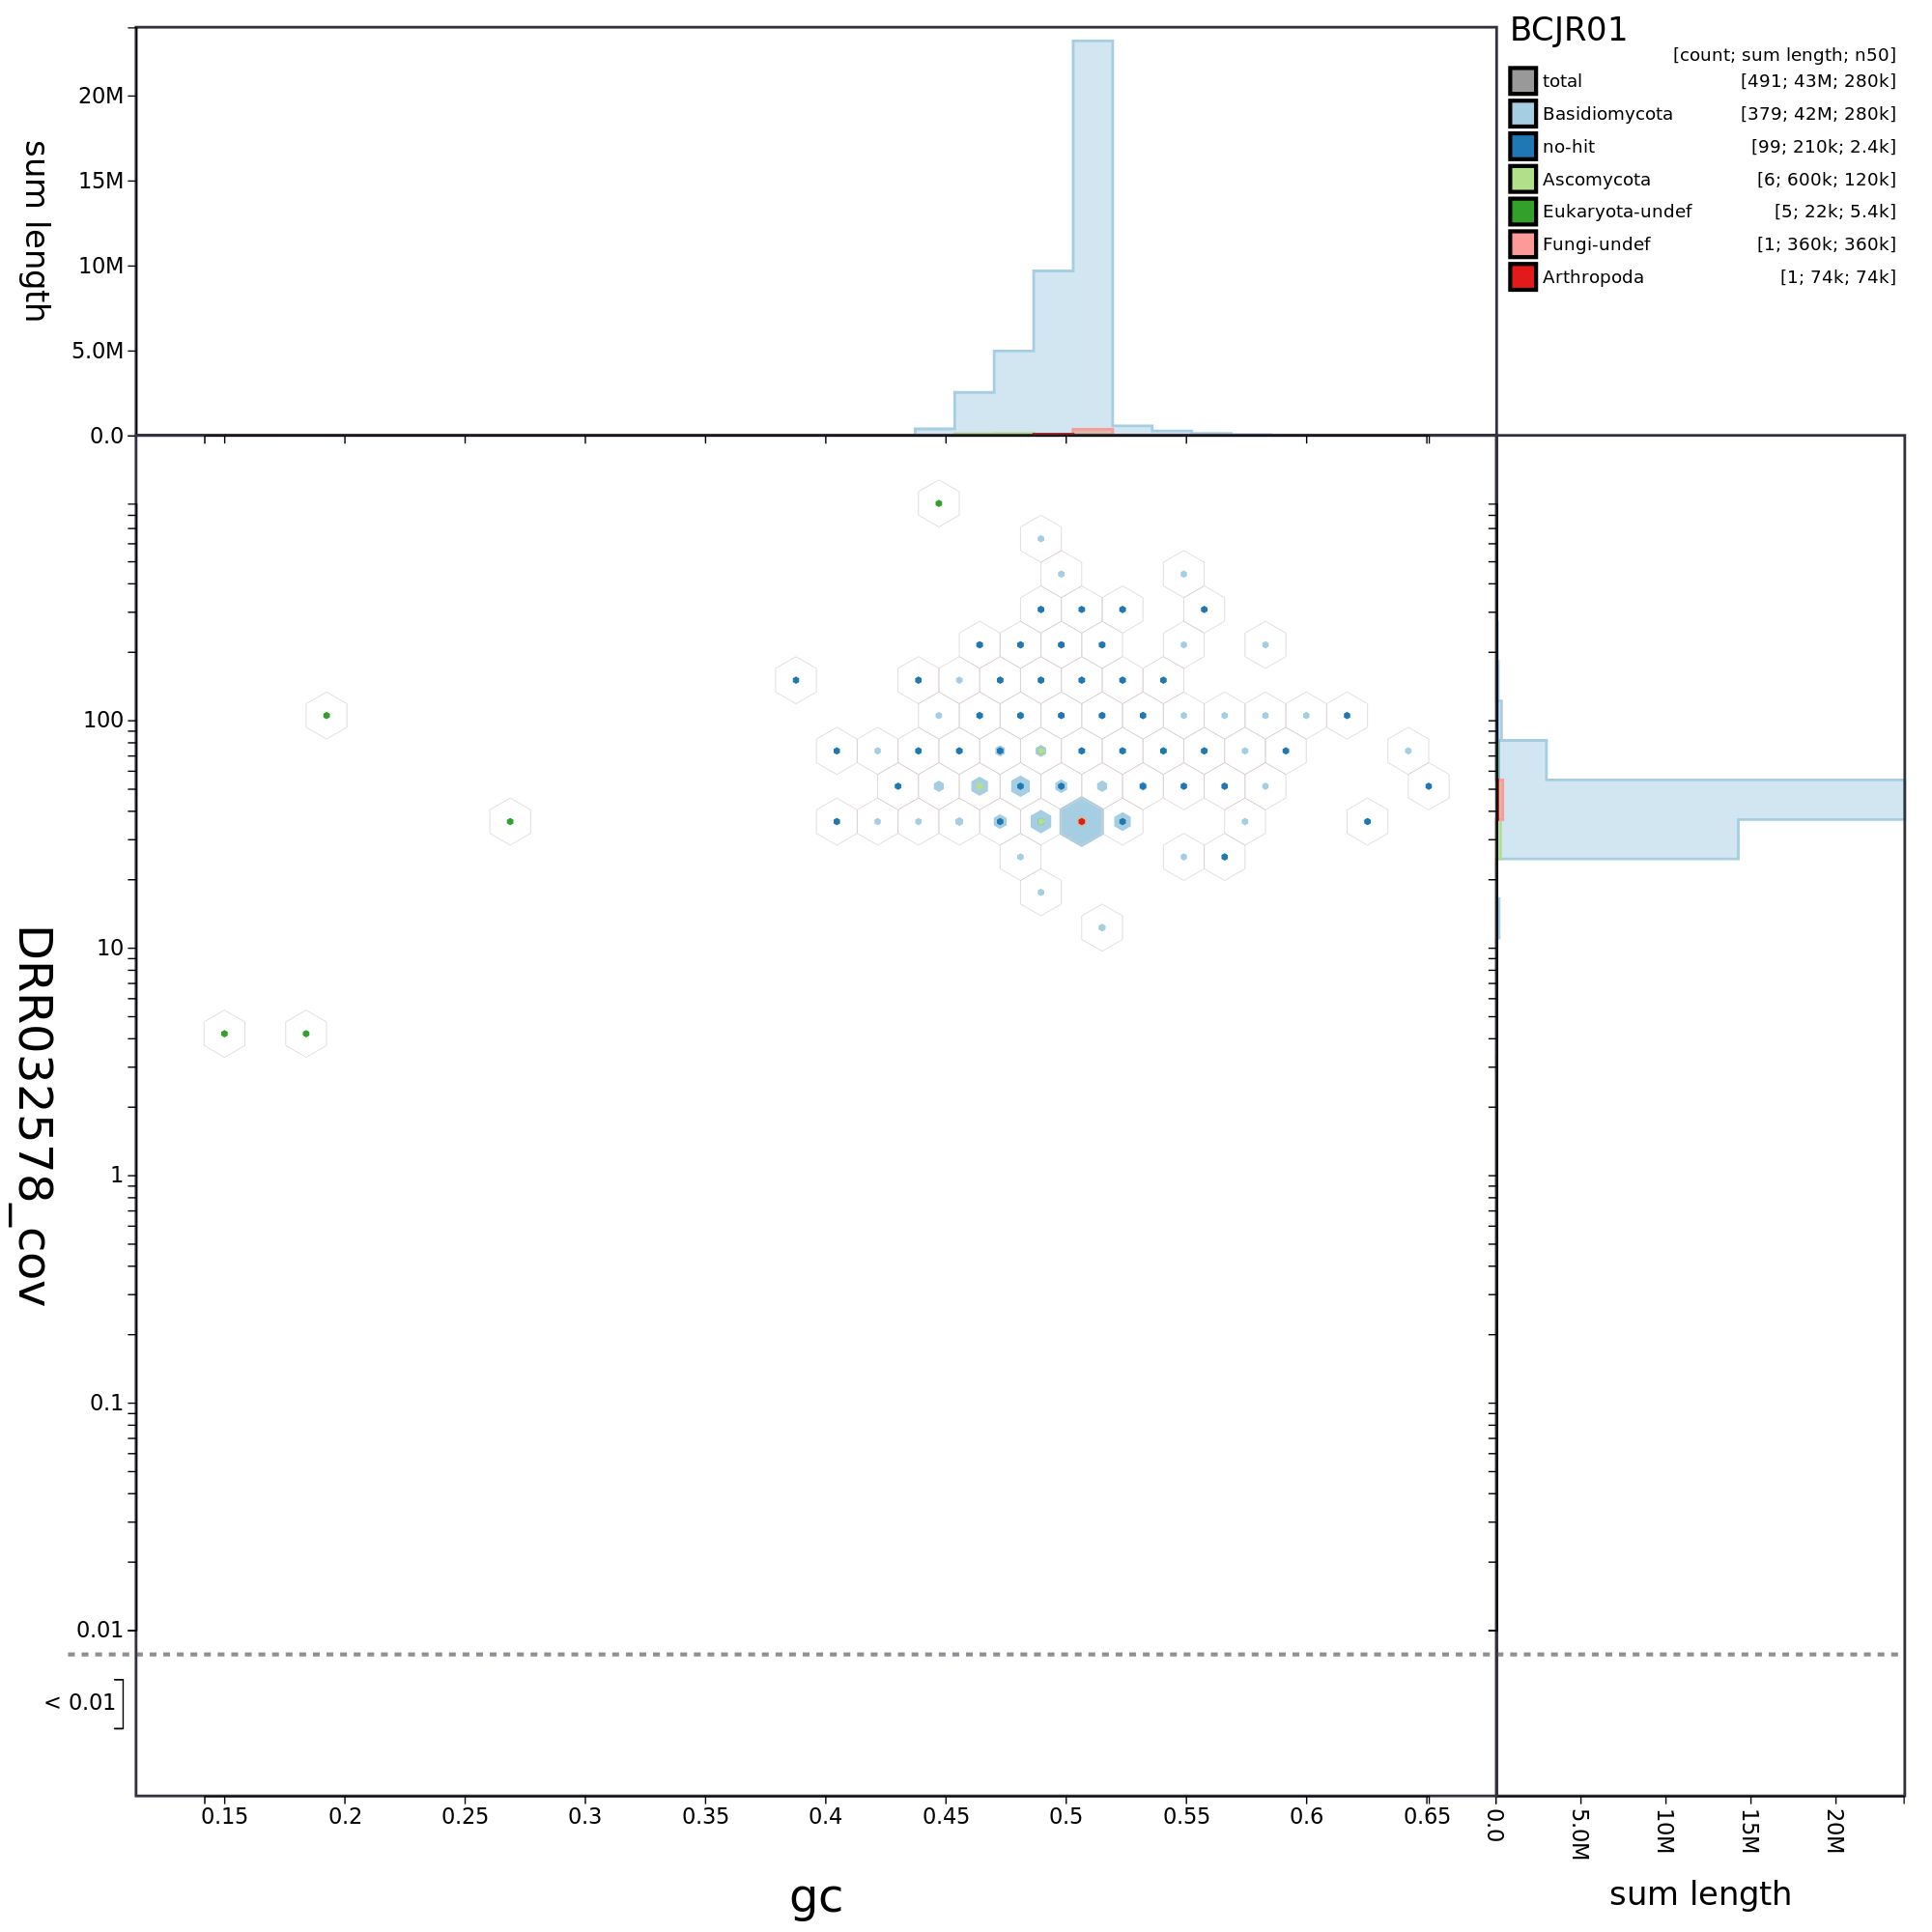 BCJR01
[count; sum length; n50]
total [491; 43M; 280k]
Basidiomycota [379; 42M; 280k]
no-hit [99; 210k; 2.4k]
Ascomycota [6; 600k; 120k]
Eukaryota-undef [5; 22k; 5.4k]
Fungi-undef [1; 360k; 360k]
Arthropoda [1; 74k; 74k]
sum length
20M
15M
10M
5.0M
0.0
DRR032578_cov
100
10
1
0.1
0.01
< 0.01
0.15 0.2 0.25 0.3 0.35 0.4 0.45 0.5 0.55 0.6 0.65
gc
0.0 5.0M 10M 15M 20M
sum length